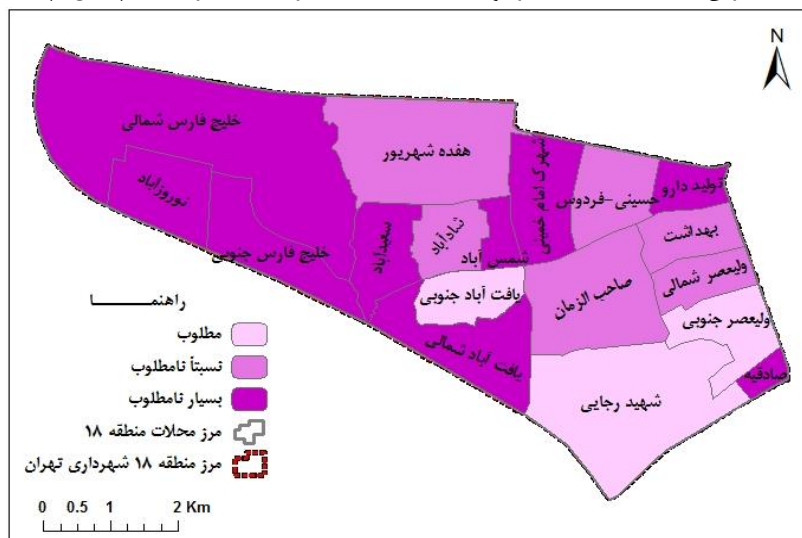 N
خلیج فارس شمالی
هفده شهریور
شهرک امام خمینی
حسینی-فردوس
تولید دارو
نوروزآباد
سعیدآباد
شادآباد
شمس آباد
بهداشت
خلیج فارس جنوبی
ولیعصر شمالی
صاحب الزمان
یافت آباد جنوبی
ولیعصر جنوبی
یافت آباد شمالی
صادقیه
شهید رجایی
راهنمــــــا
مطلوب
نسبتاً نامطلوب
بسیار نامطلوب
مرز محلات منطقه ۱۸
مرز منطقه ۱۸ شهرداری تهران
0 0.5 1 2 Km